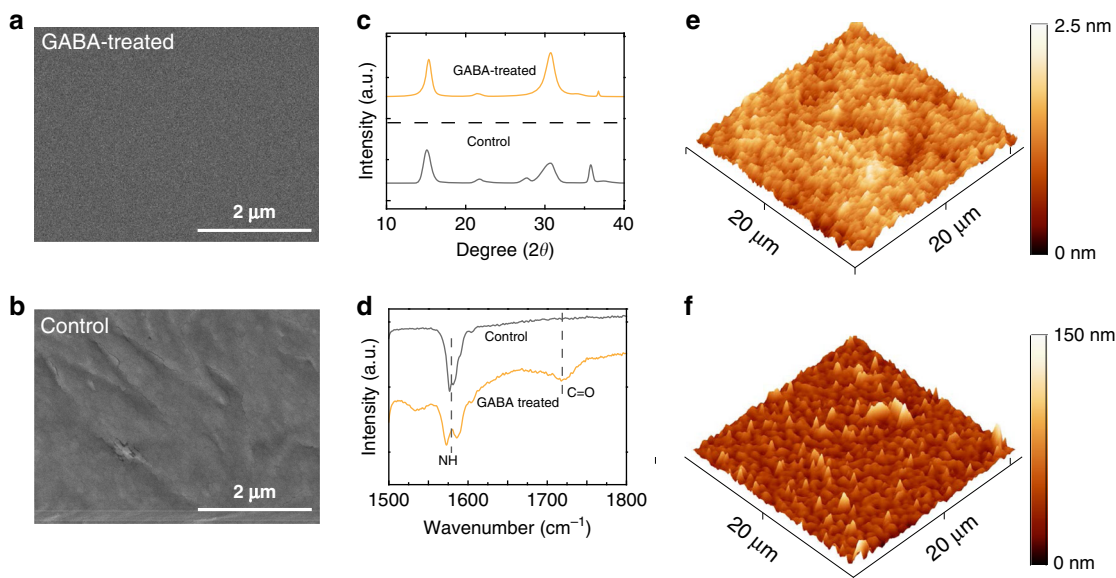 a
GABA-treated
2 μm
b
Control
2 μm
c
Intensity (a.u.)
GABA-treated
Control
10 20 30 40
Degree (2θ)
d
Intensity (a.u.)
Control
GABA treated
C=O
NH
1500 1600 1700 1800
Wavenumber (cm⁻¹)
e
2.5 nm
0 nm
20 μm
20 μm
f
150 nm
0 nm
20 μm
20 μm